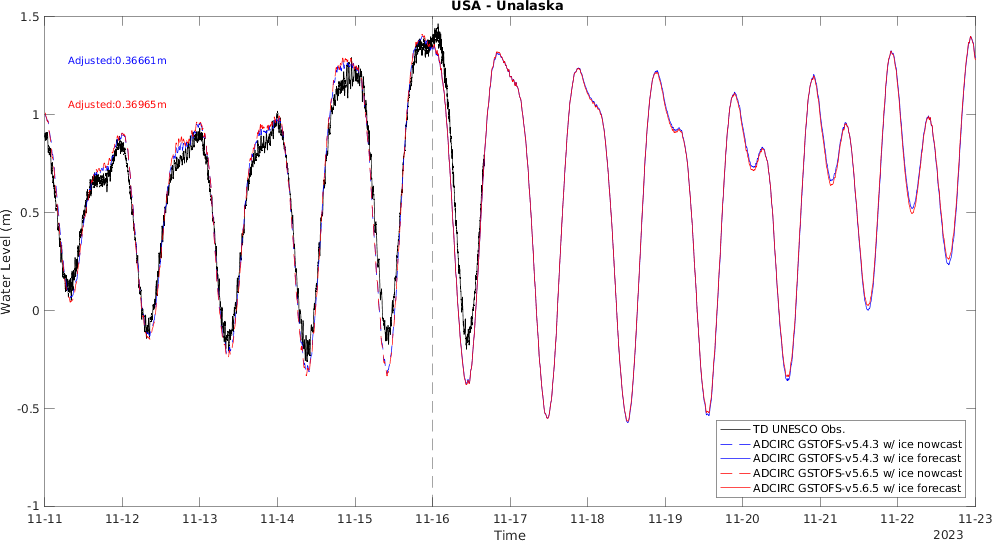 USA - Unalaska
1.5
Adjusted:0.36661m
Adjusted:0.36965m
1
0.5
0
-0.5
-1
Water Level (m)
TD UNESCO Obs.
ADCIRC GSTOFS-v5.4.3 w/ ice nowcast
ADCIRC GSTOFS-v5.4.3 w/ ice forecast
ADCIRC GSTOFS-v5.6.5 w/ ice nowcast
ADCIRC GSTOFS-v5.6.5 w/ ice forecast
11-11 11-12 11-13 11-14 11-15 11-16 11-17 11-18 11-19 11-20 11-21 11-22 11-23
Time
2023